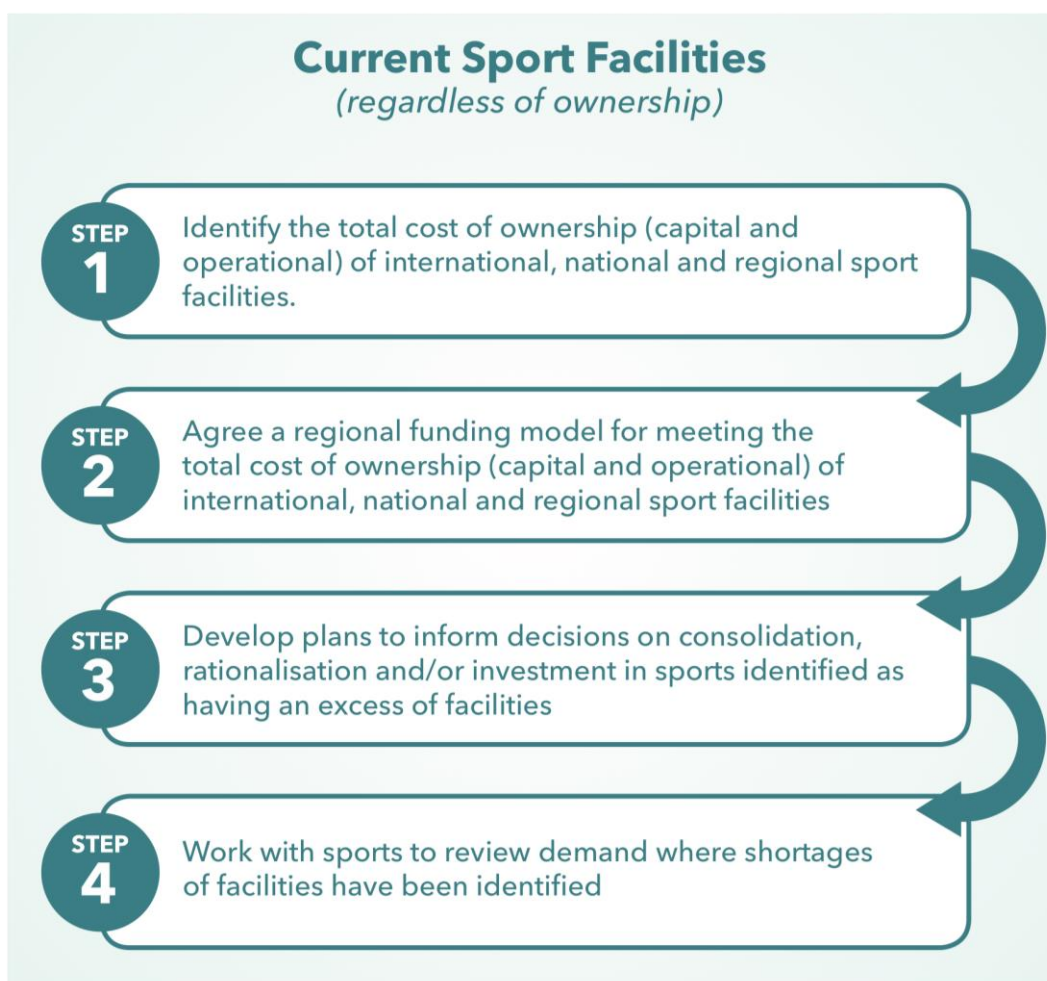 Current Sport Facilities
(regardless of ownership)
STEP
1
Identify the total cost of ownership (capital and
operational) of international, national and regional sport
facilities.
STEP
2
Agree a regional funding model for meeting the
total cost of ownership (capital and operational) of
international, national and regional sport facilities
STEP
3
Develop plans to inform decisions on consolidation,
rationalisation and/or investment in sports identified as
having an excess of facilities
STEP
4
Work with sports to review demand where shortages
of facilities have been identified